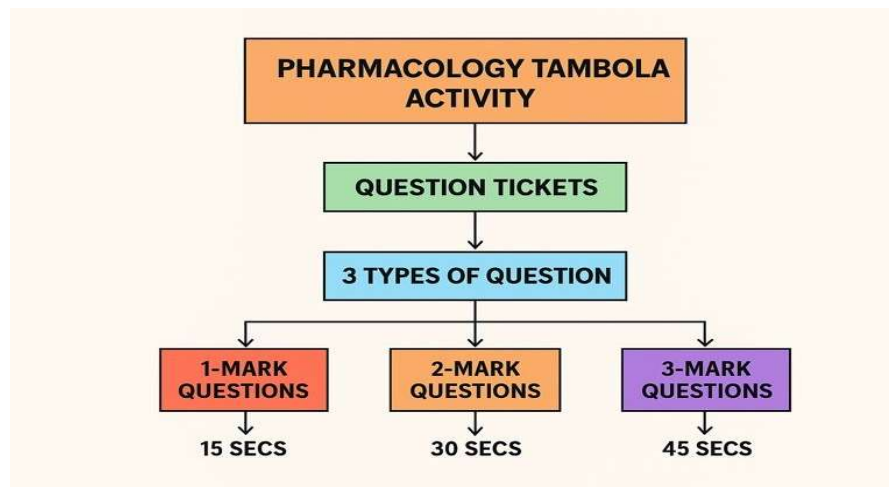 PHARMACOLOGY TAMBOLA
ACTIVITY
QUESTION TICKETS
3 TYPES OF QUESTION
1-MARK
QUESTIONS
2-MARK
QUESTIONS
3-MARK
QUESTIONS
15 SECS
30 SECS
45 SECS